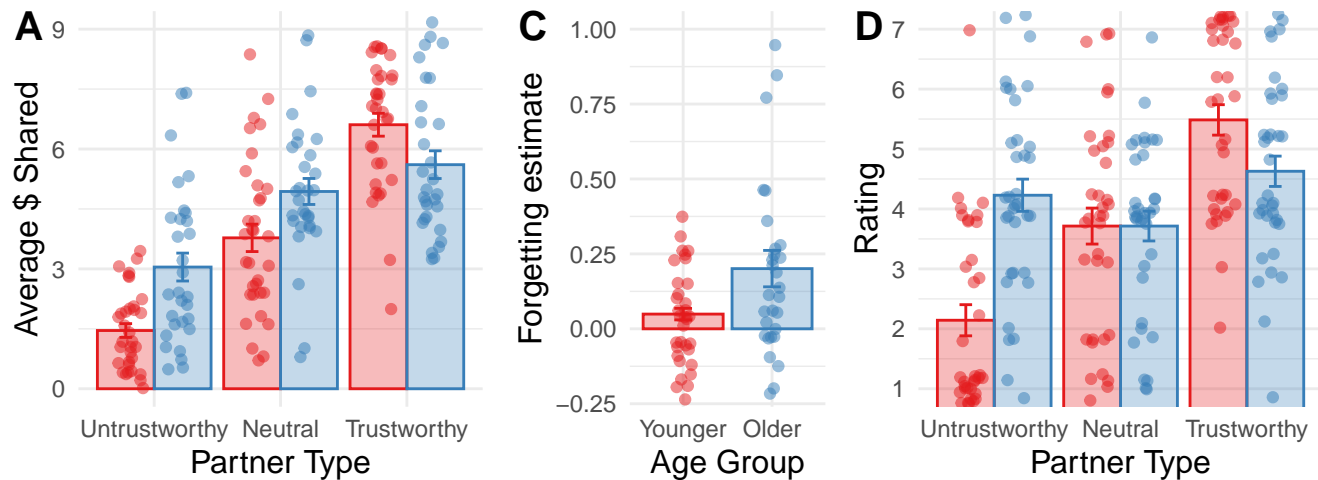 A
Average $ Shared
9
6
3
0
Untrustworthy Neutral Trustworthy
Partner Type
C
Forgetting estimate
1.00
0.75
0.50
0.25
0.00
−0.25
Younger Older
Age Group
D
Rating
7
6
5
4
3
2
1
Untrustworthy Neutral Trustworthy
Partner Type